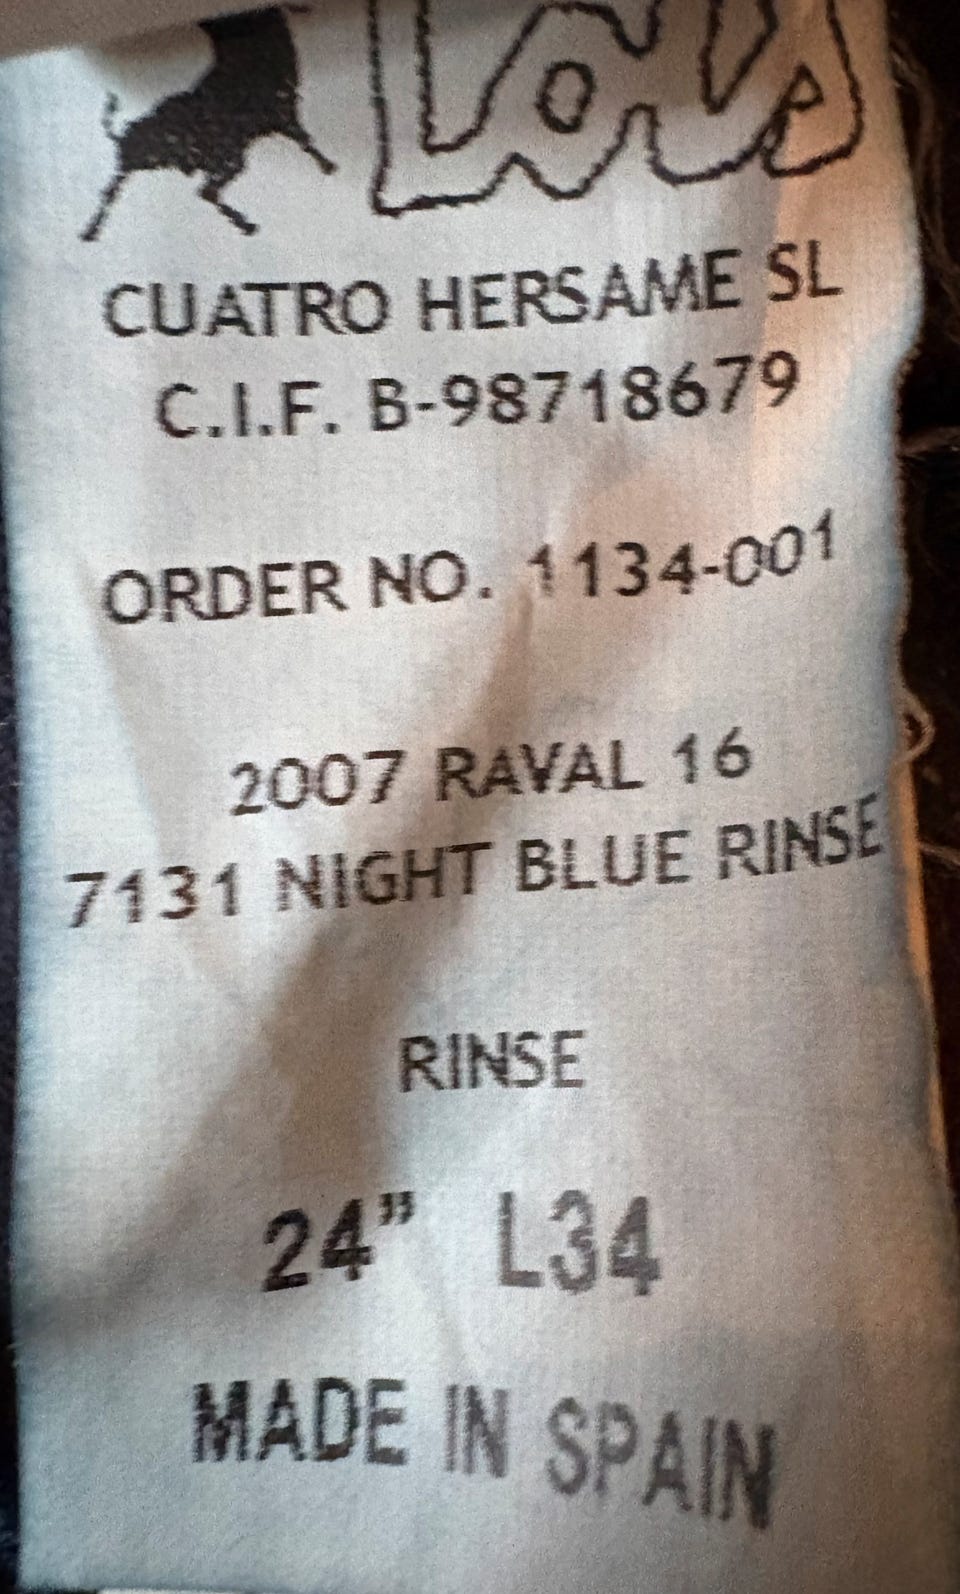 Lois
CUATRO HERSAME SL
C.I.F. B-98718679
ORDER NO. 1134-001
2007 RAVAL 16
7131 NIGHT BLUE RINSE
RINSE
24” L34
MADE IN SPAIN